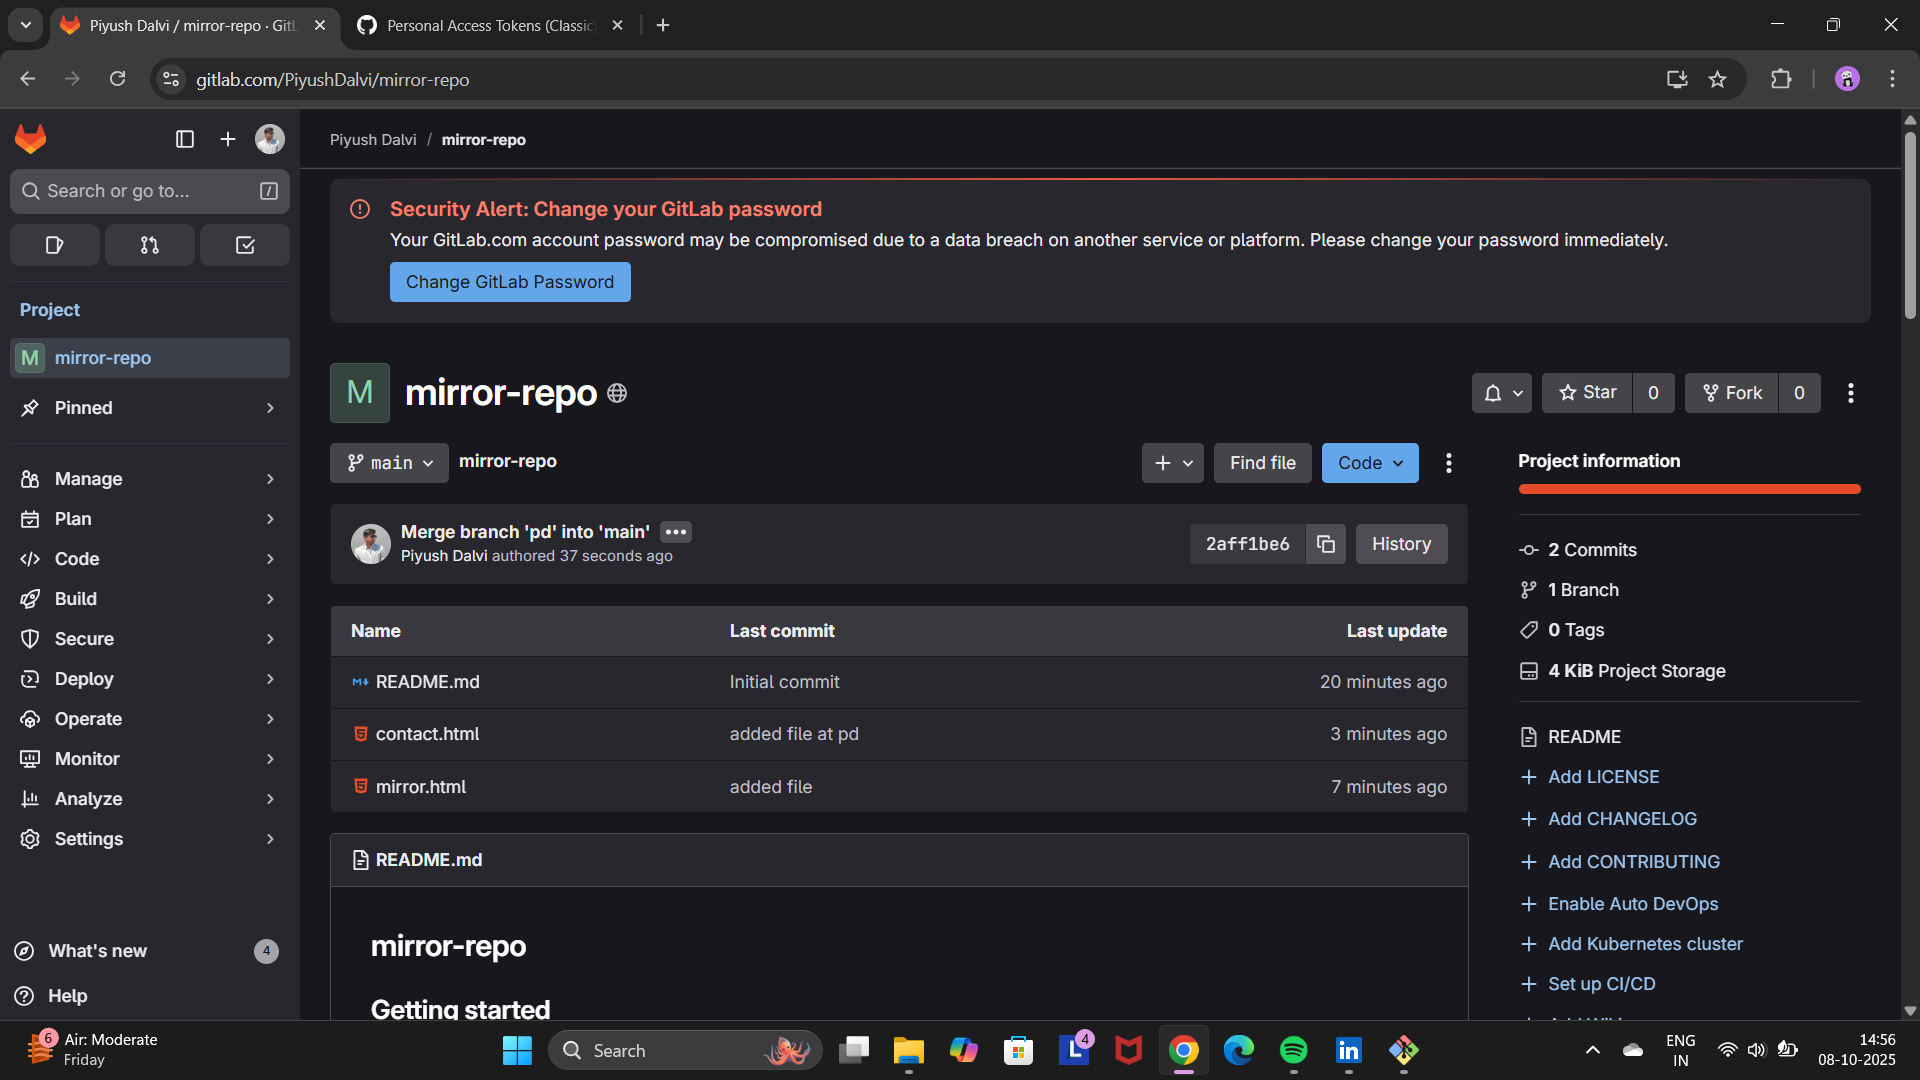 Piyush Dalvi / mirror-repo · GitL
Personal Access Tokens (Classic)
gitlab.com/PiyushDalvi/mirror-repo
Piyush Dalvi / mirror-repo
Search or go to...
/
Security Alert: Change your GitLab password
Your GitLab.com account password may be compromised due to a data breach on another service or platform. Please change your password immediately.
Change GitLab Password
Project
M mirror-repo
Pinned
Manage
Plan
Code
Build
Secure
Deploy
Operate
Monitor
Analyze
Settings
What's new 4
Help
M mirror-repo
Star 0
Fork 0
main mirror-repo
Find file
Code
Merge branch 'pd' into 'main'
Piyush Dalvi authored 37 seconds ago
2aff1be6
History
Name Last commit Last update
README.md Initial commit 20 minutes ago
contact.html added file at pd 3 minutes ago
mirror.html added file 7 minutes ago
README.md
mirror-repo
Getting started
Project information
2 Commits
1 Branch
0 Tags
4 KiB Project Storage
README
Add LICENSE
Add CHANGELOG
Add CONTRIBUTING
Enable Auto DevOps
Add Kubernetes cluster
Set up CI/CD
6
Air: Moderate
Friday
Search
L 4
in
ENG
IN
14:56
08-10-2025